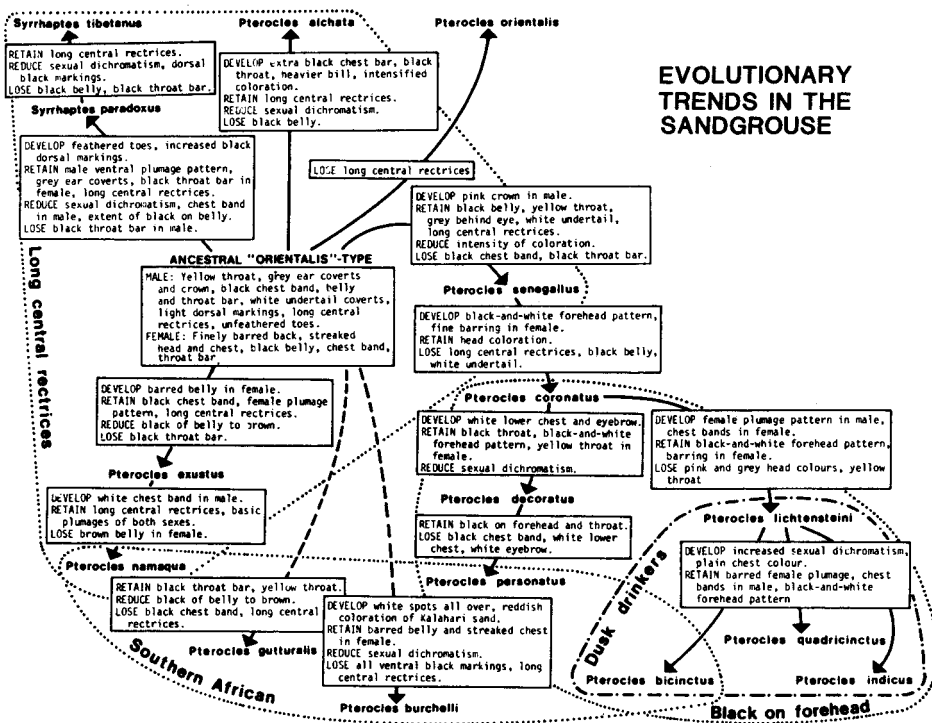 Syrrhaptes tibetanus
Pterocles alchata
Pterocles orientalis
EVOLUTIONARY
TRENDS IN THE
SANDGROUSE
RETAIN long central rectrices.
REDUCE sexual dichromatism, dorsal
black markings.
LOSE black belly, black throat bar.
DEVELOP extra black chest bar, black
throat, heavier bill, intensified
coloration.
RETAIN long central rectrices.
REDUCE sexual dichromatism.
LOSE black belly.
Syrrhaptes paradoxus
DEVELOP feathered toes, increased black
dorsal markings.
RETAIN male ventral plumage pattern,
grey ear coverts, black throat bar in
female, long central rectrices.
REDUCE sexual dichromatism, chest band
in male, extent of black on belly.
LOSE black throat bar in male.
LOSE long central rectrices
DEVELOP pink crown in male.
RETAIN black belly, yellow throat,
grey behind eye, white undertail,
long central rectrices.
REDUCE intensity of coloration.
LOSE black chest band, black throat bar.
Long central rectrices
ANCESTRAL "ORIENTALIS"-TYPE
MALE: Yellow throat, grey ear coverts
and crown, black chest band, belly
and throat bar, white undertail coverts,
light dorsal markings, long central
rectrices, unfeathered toes.
FEMALE: Finely barred back, streaked
head and chest, black belly, chest band,
throat bar
Pterocles senegallus
DEVELOP black-and-white forehead pattern,
fine barring in female.
RETAIN head coloration.
LOSE long central rectrices, black belly,
white undertail.
DEVELOP barred belly in female.
RETAIN black chest band, female plumage
pattern, long central rectrices.
REDUCE black of belly to brown.
LOSE black throat bar.
Pterocles coronatus
DEVELOP white lower chest and eyebrow.
RETAIN black throat, black-and-white
forehead pattern, yellow throat in
female.
REDUCE sexual dichromatism.
DEVELOP female plumage pattern in male,
chest bands in female.
RETAIN black-and-white forehead pattern,
barring in female.
LOSE pink and grey head colours, yellow
throat
Pterocles exustus
DEVELOP white chest band in male.
RETAIN long central rectrices, basic
plumages of both sexes.
LOSE brown belly in female.
Pterocles decoratus
RETAIN black on forehead and throat.
LOSE black chest band, white lower
chest, white eyebrow.
Pterocles lichtensteini
DEVELOP increased sexual dichromatism,
plain chest colour.
RETAIN barred female plumage, chest
bands in male, black-and-white
forehead pattern
Dusk drinkers
Pterocles namaqua
Pterocles personatus
RETAIN black throat bar, yellow throat.
REDUCE black of belly to brown.
LOSE black chest band, long central
rectrices.
DEVELOP white spots all over, reddish
coloration of Kalahari sand.
RETAIN barred belly and streaked chest
in female.
REDUCE sexual dichromatism.
LOSE all ventral black markings, long
central rectrices.
Pterocles quadricinctus
Pterocles gutturalis
Pterocles bicinctus
Pterocles indicus
Southern African
Pterocles burchelli
Black on forehead